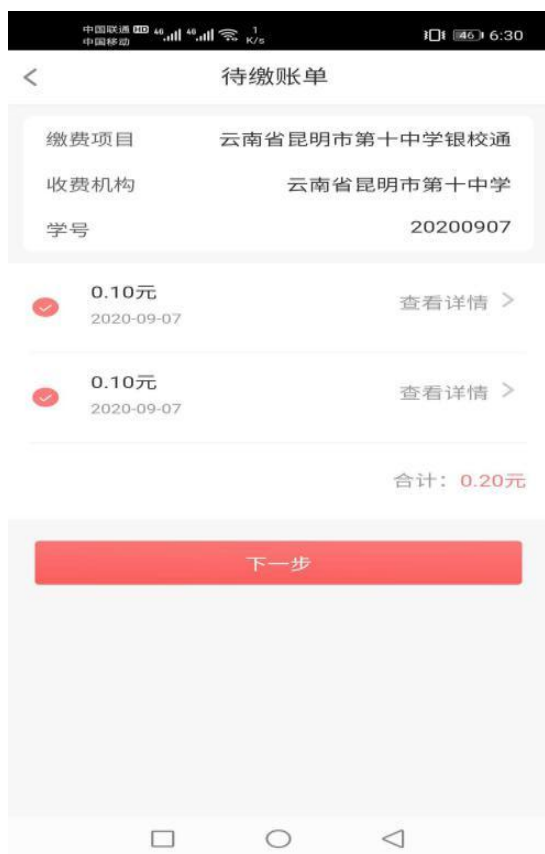 中国联通 HD 4G 4G 1 46 6:30
中国移动 K/s
待缴账单
缴费项目 云南省昆明市第十中学银校通
收费机构 云南省昆明市第十中学
学号 20200907
0.10元 查看详情 >
2020-09-07
0.10元 查看详情 >
2020-09-07
合计：0.20元
下一步